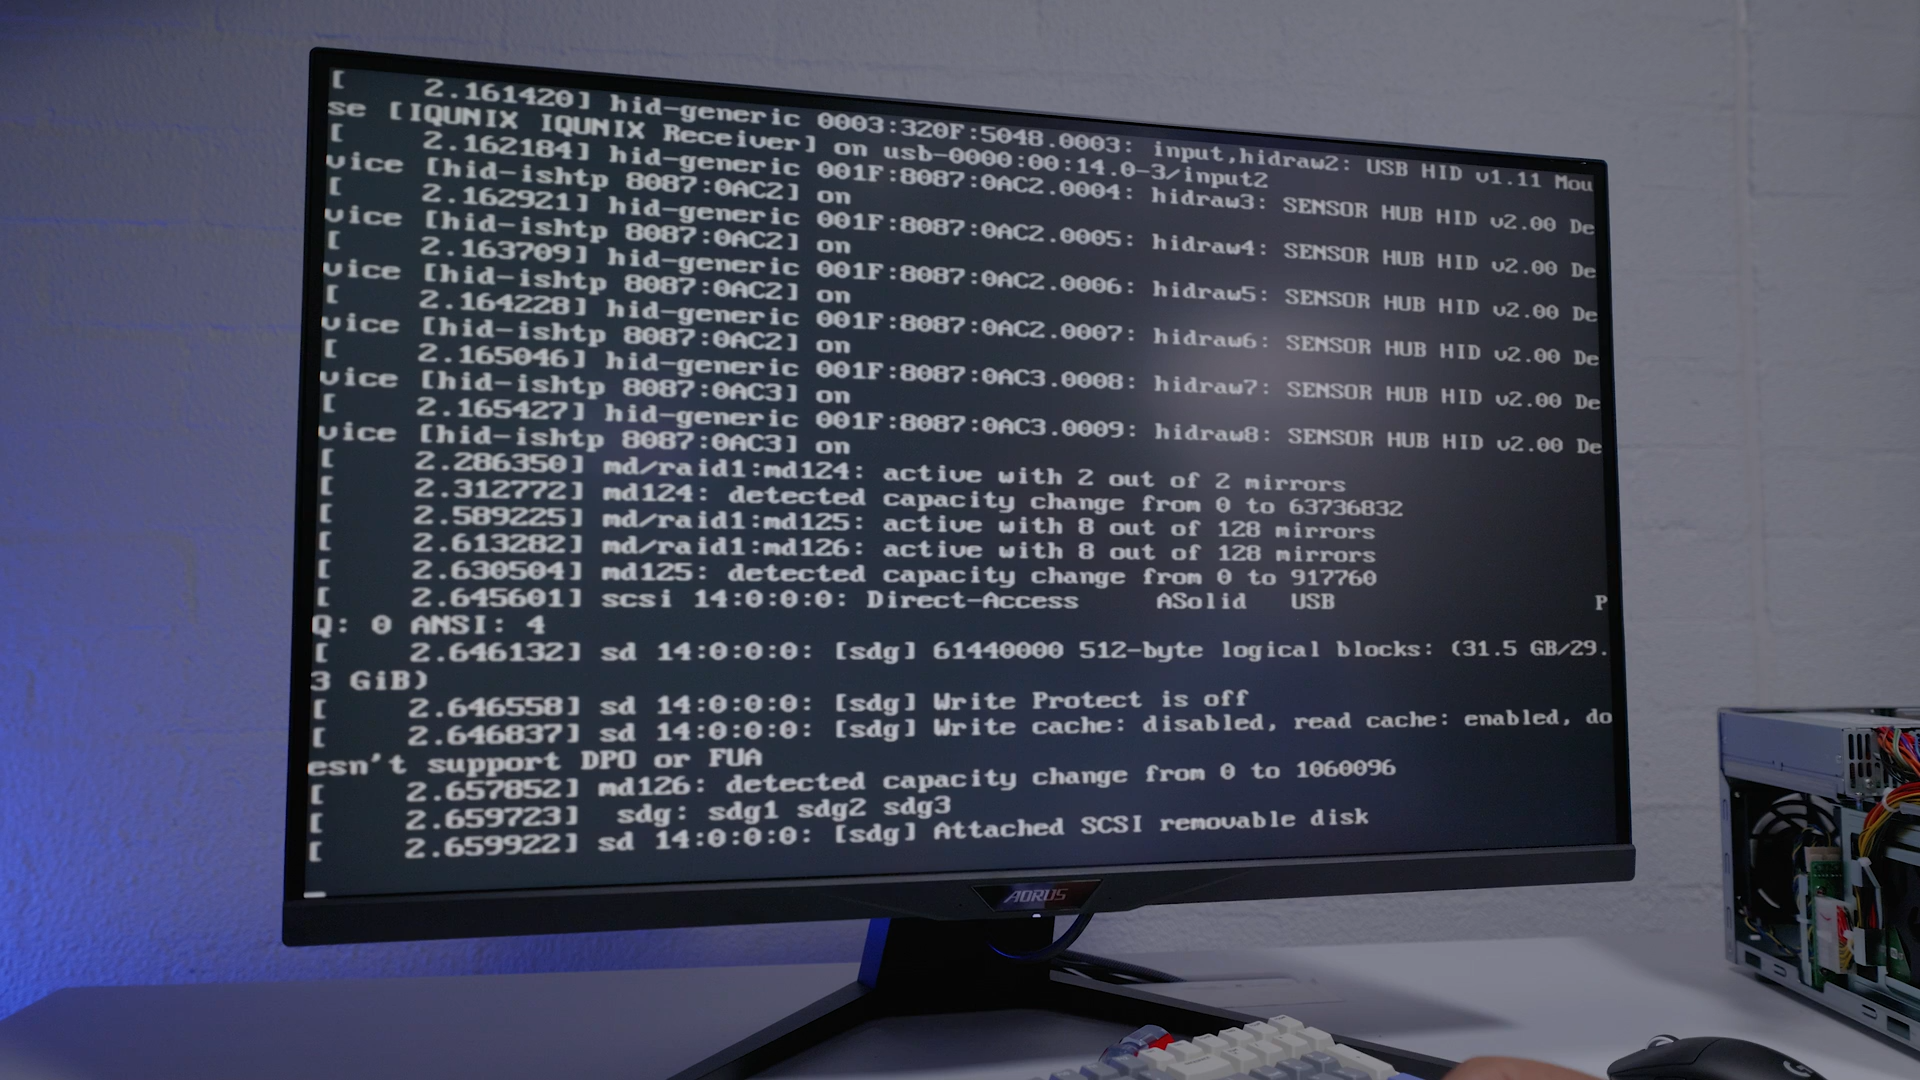 [    2.161420] hid-generic 0003:320F:5048.0003: input,hidraw2: USB HID v1.11 Mou
se [IQUNIX IQUNIX Receiver] on usb-0000:00:14.0-3/input2
[    2.162184] hid-generic 001F:8087:0AC2.0004: hidraw3: SENSOR HUB HID v2.00 De
vice [hid-ishtp 8087:0AC2] on
[    2.162921] hid-generic 001F:8087:0AC2.0005: hidraw4: SENSOR HUB HID v2.00 De
vice [hid-ishtp 8087:0AC2] on
[    2.163709] hid-generic 001F:8087:0AC2.0006: hidraw5: SENSOR HUB HID v2.00 De
vice [hid-ishtp 8087:0AC2] on
[    2.164228] hid-generic 001F:8087:0AC2.0007: hidraw6: SENSOR HUB HID v2.00 De
vice [hid-ishtp 8087:0AC2] on
[    2.165046] hid-generic 001F:8087:0AC3.0008: hidraw7: SENSOR HUB HID v2.00 De
vice [hid-ishtp 8087:0AC3] on
[    2.165427] hid-generic 001F:8087:0AC3.0009: hidraw8: SENSOR HUB HID v2.00 De
vice [hid-ishtp 8087:0AC3] on
[    2.286350] md/raid1:md124: active with 2 out of 2 mirrors
[    2.312772] md124: detected capacity change from 0 to 63736832
[    2.589225] md/raid1:md125: active with 8 out of 128 mirrors
[    2.613282] md/raid1:md126: active with 8 out of 128 mirrors
[    2.630504] md125: detected capacity change from 0 to 917760
[    2.645601] scsi 14:0:0:0: Direct-Access     ASolid   USB                 P
Q: 0 ANSI: 4
[    2.646132] sd 14:0:0:0: [sdg] 61440000 512-byte logical blocks: (31.5 GB/29.
3 GiB)
[    2.646558] sd 14:0:0:0: [sdg] Write Protect is off
[    2.646837] sd 14:0:0:0: [sdg] Write cache: disabled, read cache: enabled, do
esn't support DPO or FUA
[    2.657852] md126: detected capacity change from 0 to 1060096
[    2.659723]  sdg: sdg1 sdg2 sdg3
[    2.659922] sd 14:0:0:0: [sdg] Attached SCSI removable disk
AORUS